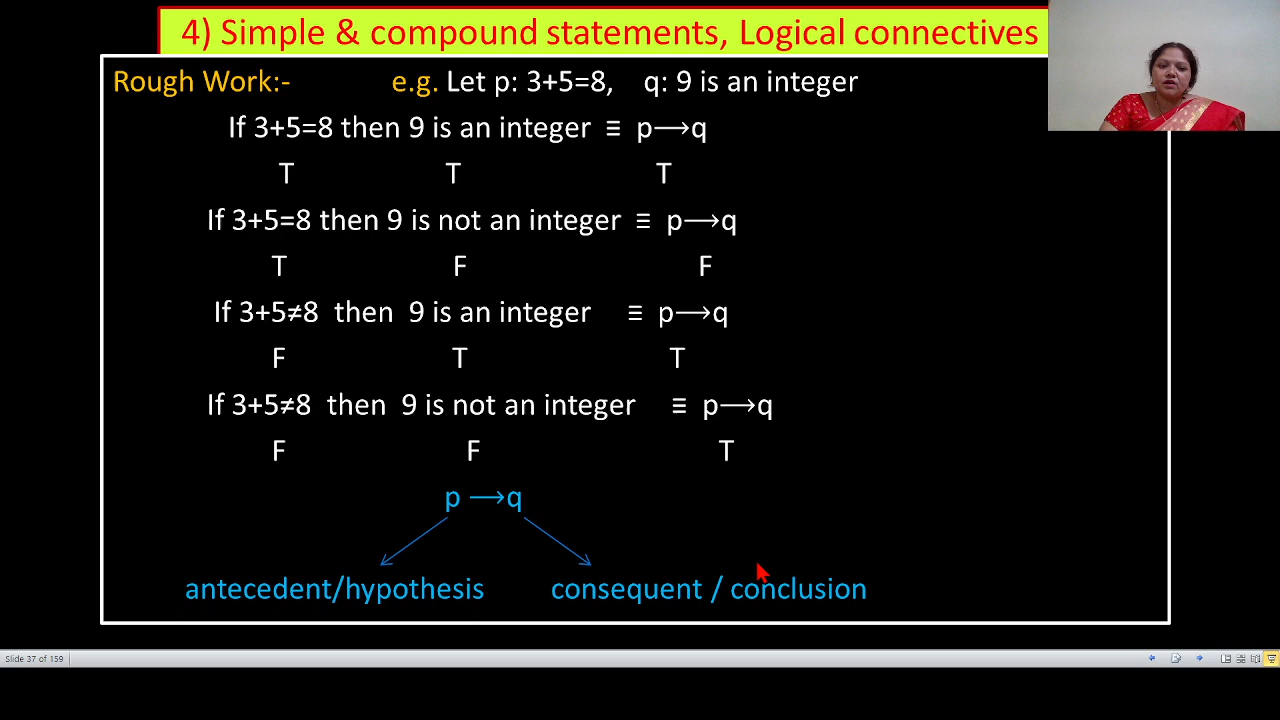 4) Simple & compound statements, Logical connectives
Rough Work:- e.g. Let p: 3+5=8, q: 9 is an integer
If 3+5=8 then 9 is an integer ≡ p⟶q
T T T
If 3+5=8 then 9 is not an integer ≡ p⟶q
T F F
If 3+5≠8 then 9 is an integer ≡ p⟶q
F T T
If 3+5≠8 then 9 is not an integer ≡ p⟶q
F F T
p ⟶q
antecedent/hypothesis consequent / conclusion
Slide 37 of 159